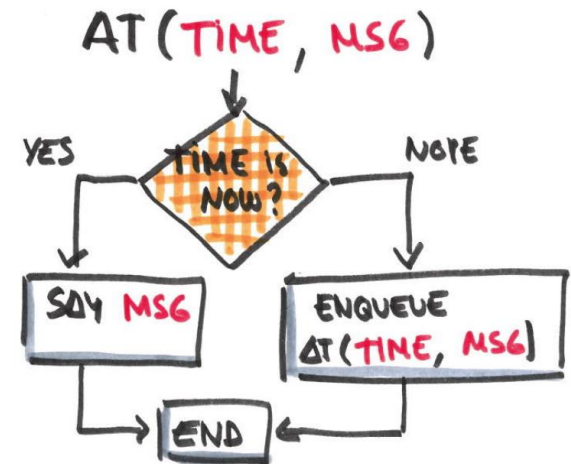 AT (TIME, MSG)
TIME IS
NOW?
YES
NOPE
SAY MSG
ENQUEUE
AT (TIME, MSG)
END